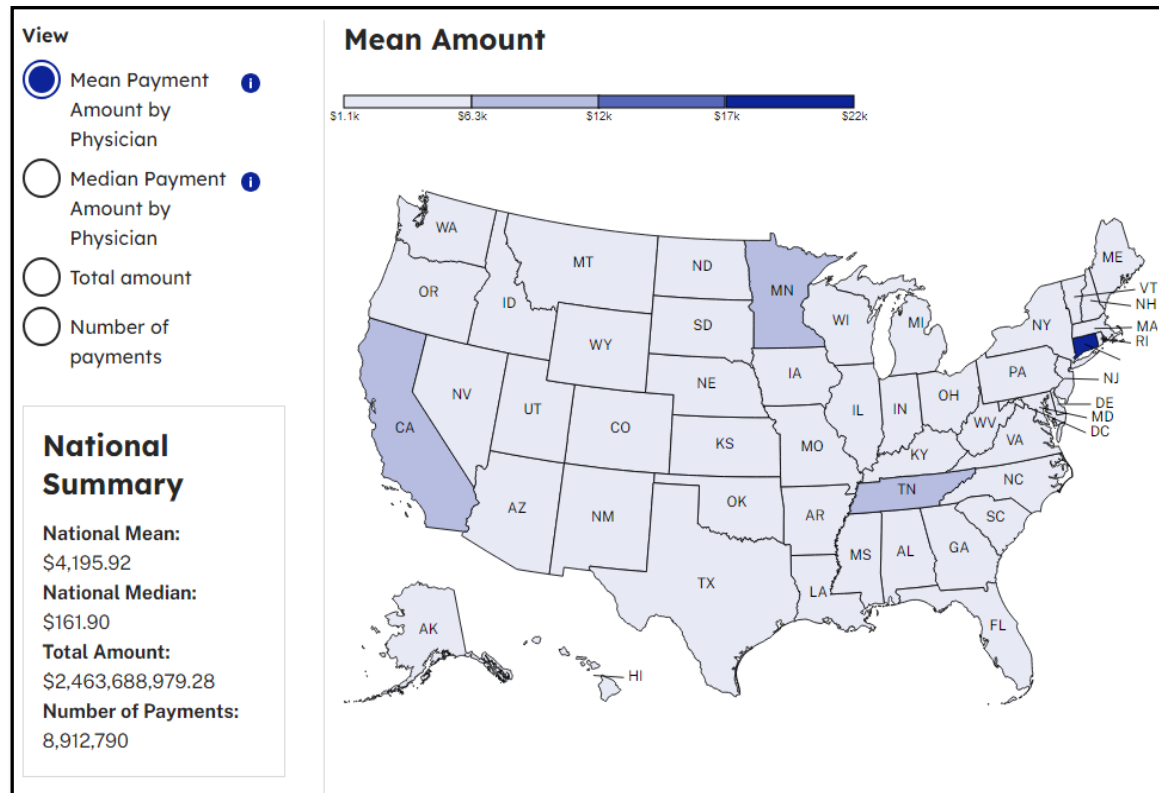 View
Mean Payment
Amount by
Physician
Median Payment
Amount by
Physician
Total amount
Number of
payments
National
Summary
National Mean:
$4,195.92
National Median:
$161.90
Total Amount:
$2,463,688,979.28
Number of Payments:
8,912,790
Mean Amount
$1.1k $6.3k $12k $17k $22k
WA
MT
ND
MN
ME
VT
NH
OR
ID
SD
WI
MI
NY
MA
RI
WY
IA
PA
NJ
NE
NV
UT
CO
IL
IN
OH
DE
MD
DC
CA
KS
MO
WV
VA
KY
AZ
NM
OK
AR
TN
NC
SC
MS
AL
GA
TX
LA
FL
AK
HI